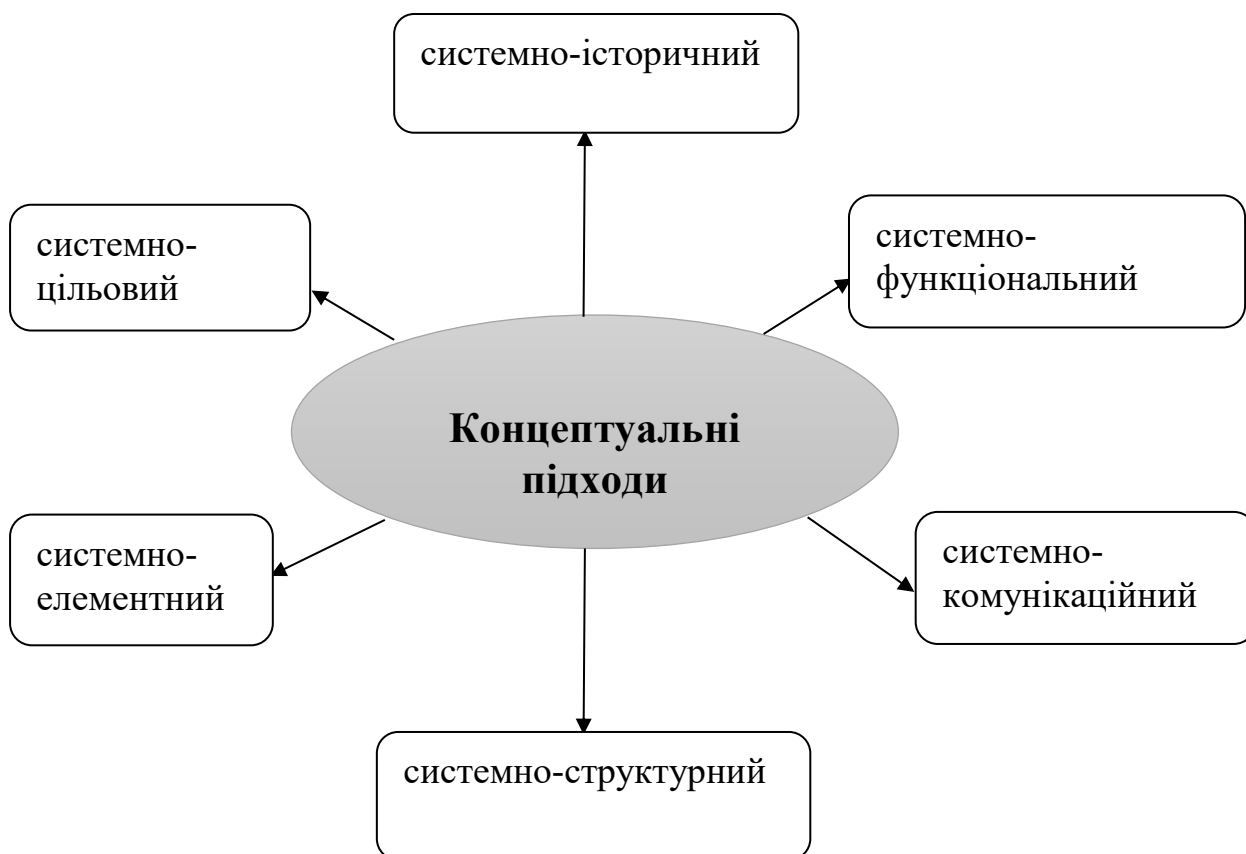 системно-історичний
системно-
цільовий
системно-
функціональний
Концептуальні
підходи
системно-
елементний
системно-
комунікаційний
системно-структурний